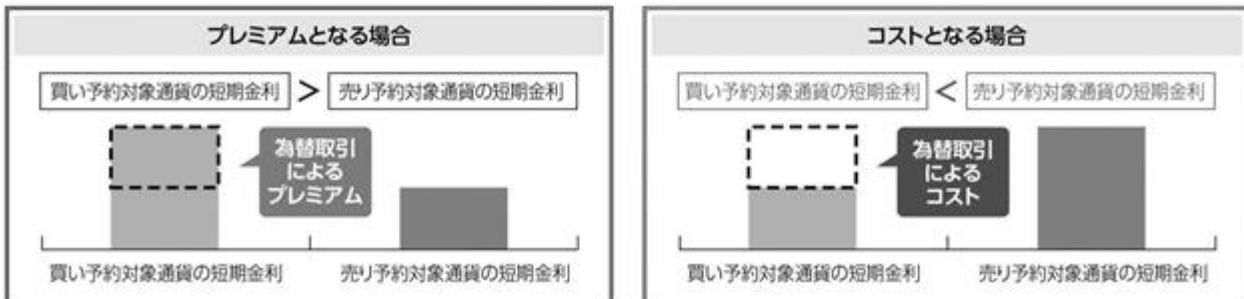 プレミアムとなる場合
買い予約対象通貨の短期金利 > 売り予約対象通貨の短期金利
為替取引
による
プレミアム
買い予約対象通貨の短期金利 売り予約対象通貨の短期金利
コストとなる場合
買い予約対象通貨の短期金利 < 売り予約対象通貨の短期金利
為替取引
による
コスト
買い予約対象通貨の短期金利 売り予約対象通貨の短期金利